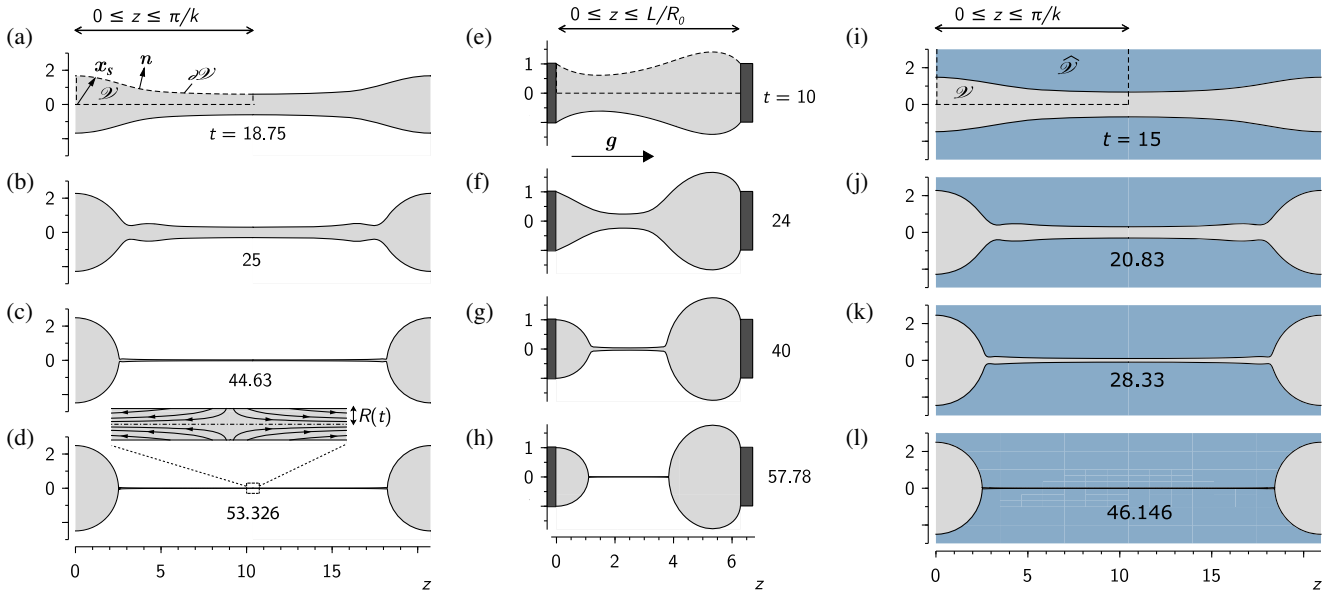 0 ≤ z ≤ π/k
(a)
2
0
x_s
n
∂𝒱
𝒱
t = 18.75
(b)
2
0
25
(c)
2
0
44.63
R(t)
(d)
2
0
53.326
0 5 10 15 z
0 ≤ z ≤ L/R₀
(e)
1
0
t = 10
g
(f)
1
0
24
(g)
1
0
40
(h)
1
0
57.78
0 2 4 6 z
0 ≤ z ≤ π/k
(i)
2
0
𝒱̂
𝒱
t = 15
(j)
2
0
20.83
(k)
2
0
28.33
(l)
2
0
46.146
0 5 10 15 z